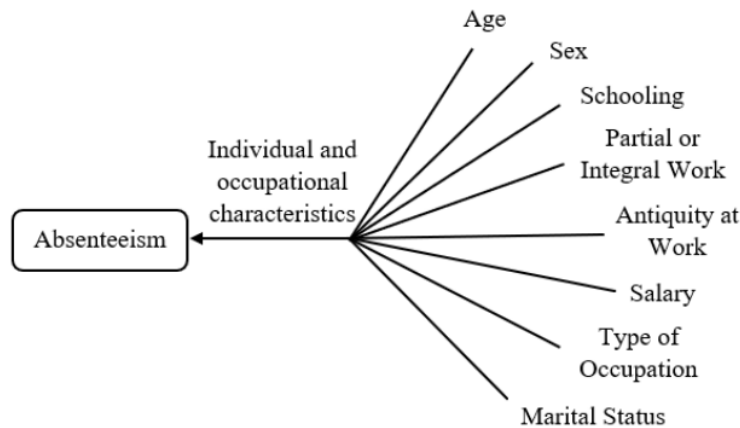 Age
Sex
Schooling
Partial or
Integral Work
Individual and
occupational
characteristics
Absenteeism
Antiquity at
Work
Salary
Type of
Occupation
Marital Status